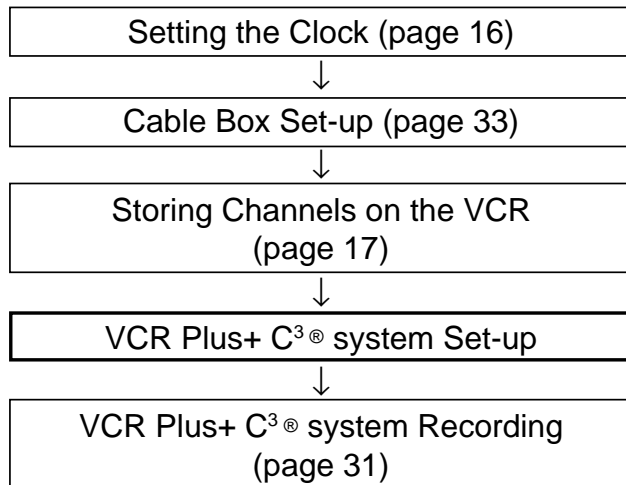 Setting the Clock (page 16)
↓
Cable Box Set-up (page 33)
↓
Storing Channels on the VCR
(page 17)
↓
VCR Plus+ C³® system Set-up
↓
VCR Plus+ C³® system Recording
(page 31)